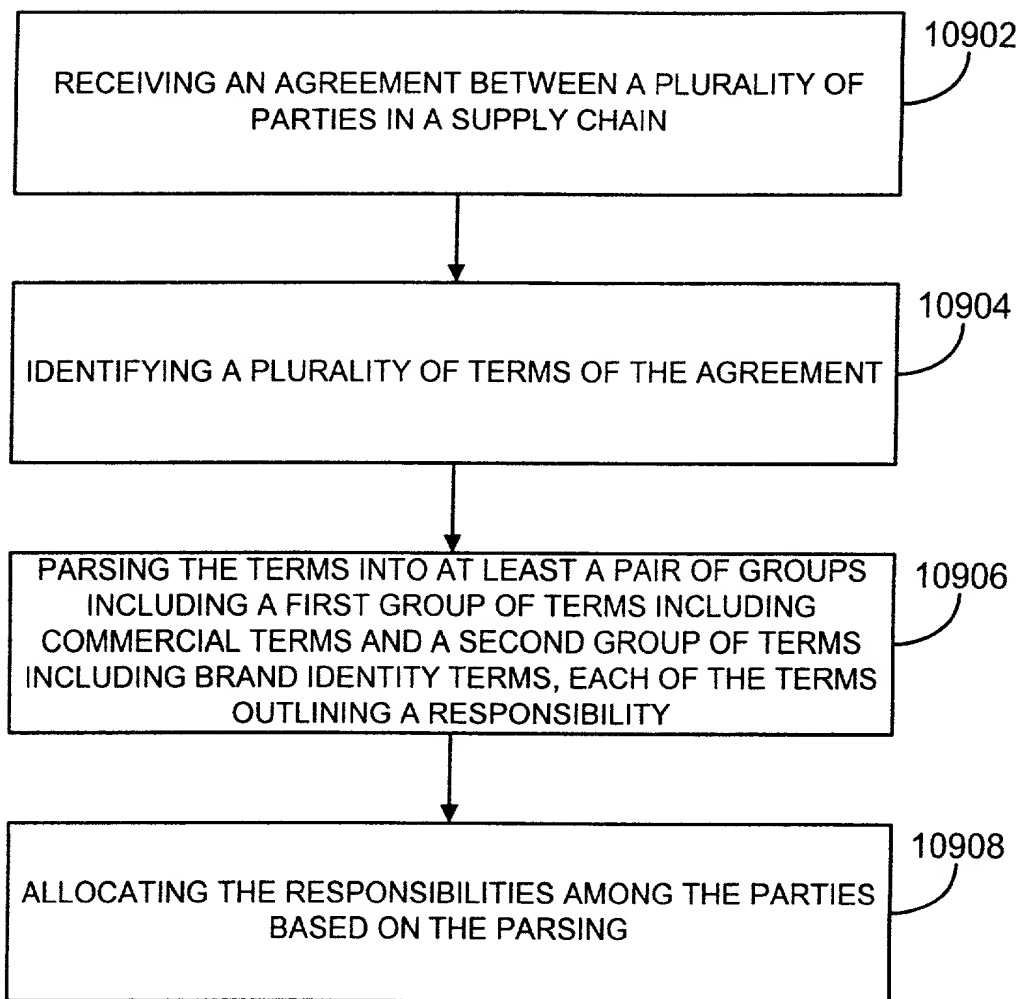 10902
RECEIVING AN AGREEMENT BETWEEN A PLURALITY OF
PARTIES IN A SUPPLY CHAIN
10904
IDENTIFYING A PLURALITY OF TERMS OF THE AGREEMENT
10906
PARSING THE TERMS INTO AT LEAST A PAIR OF GROUPS
INCLUDING A FIRST GROUP OF TERMS INCLUDING
COMMERCIAL TERMS AND A SECOND GROUP OF TERMS
INCLUDING BRAND IDENTITY TERMS, EACH OF THE TERMS
OUTLINING A RESPONSIBILITY
10908
ALLOCATING THE RESPONSIBILITIES AMONG THE PARTIES
BASED ON THE PARSING